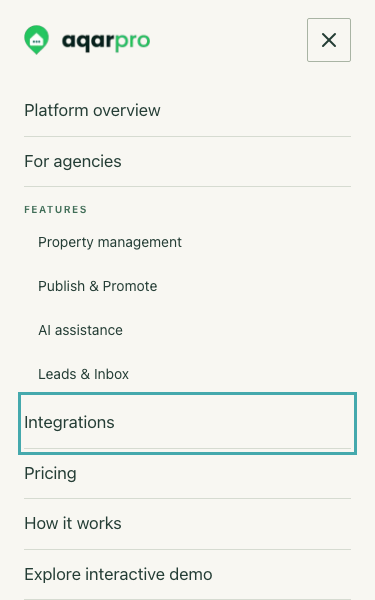 aqarpro
Platform overview
For agencies
FEATURES
Property management
Publish & Promote
AI assistance
Leads & Inbox
Integrations
Pricing
How it works
Explore interactive demo